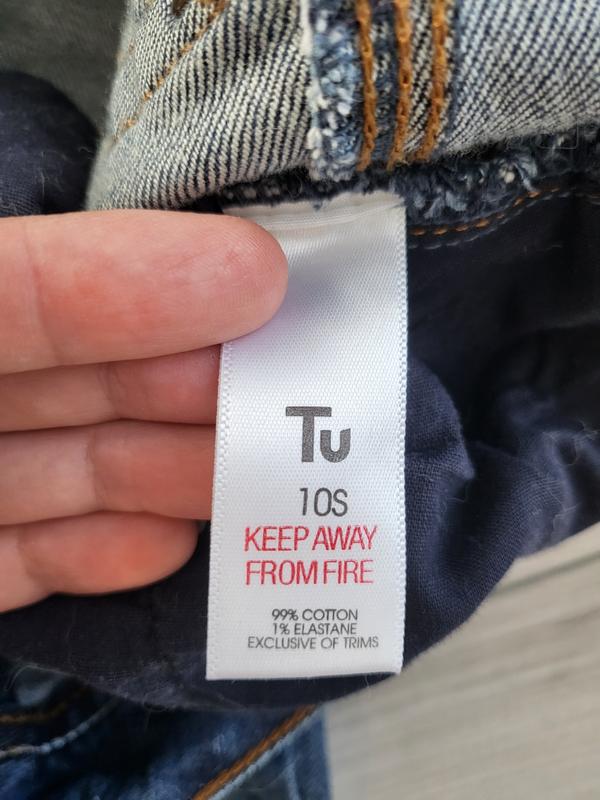 Tu
10S
KEEP AWAY
FROM FIRE
99% COTTON
1% ELASTANE
EXCLUSIVE OF TRIMS